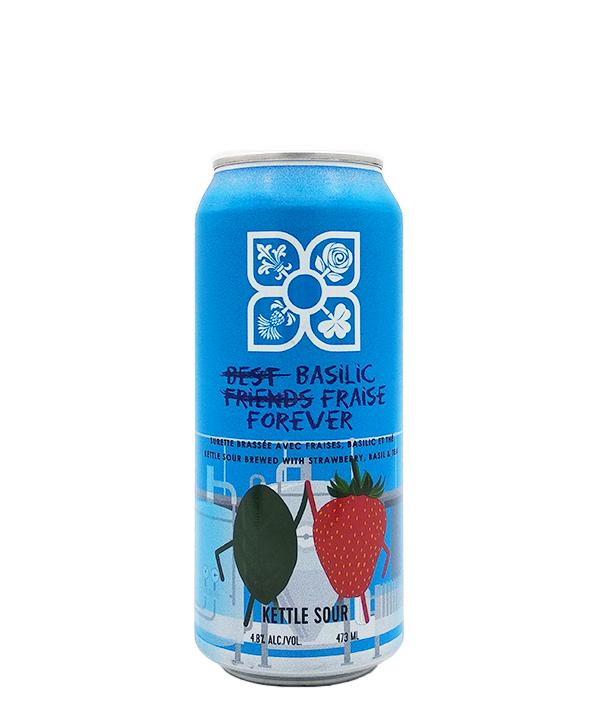 BEST BASILIC
FRIENDS FRAISE
FOREVER
SURETTE BRASSÉE AVEC FRAISES, BASILIC ET THÉ
KETTLE SOUR BREWED WITH STRAWBERRY, BASIL & TEA
KETTLE SOUR
4.8% ALC/VOL. 473 ML